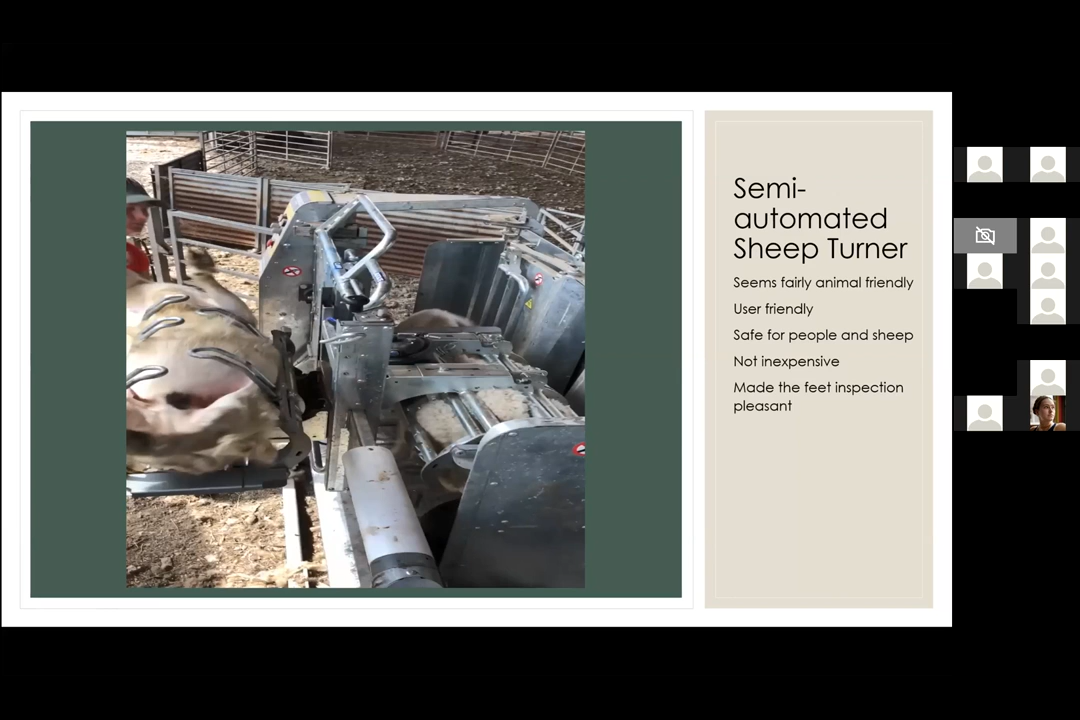 Semi-
automated
Sheep Turner
Seems fairly animal friendly
User friendly
Safe for people and sheep
Not inexpensive
Made the feet inspection
pleasant